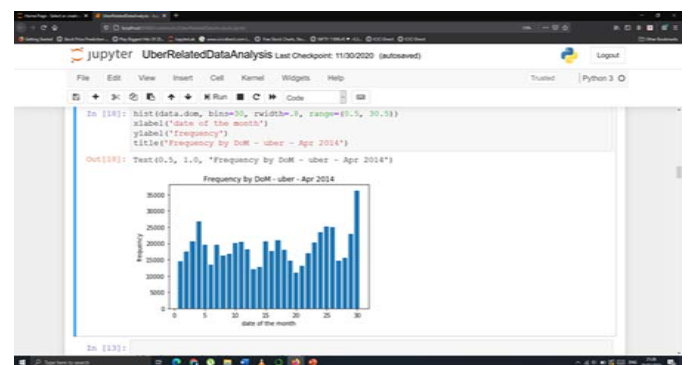 jupyter UberRelatedDataAnalysis Last Checkpoint: 11/30/2020 (autosaved)
Logout
File Edit View Insert Cell Kernel Widgets Help
Trusted Python 3
Run Code
In [18]: hist(data.dom, bins=30, rwidth=.8, range=(0.5, 30.5))
xlabel('date of the month')
ylabel('frequency')
title('Frequency by DoM - uber - Apr 2014')
Out[18]: Text(0.5, 1.0, 'Frequency by DoM - uber - Apr 2014')
Frequency by DoM - uber - Apr 2014
35000
30000
25000
20000
15000
10000
5000
0
frequency
0 5 10 15 20 25 30
date of the month
In [13]:
Type here to search